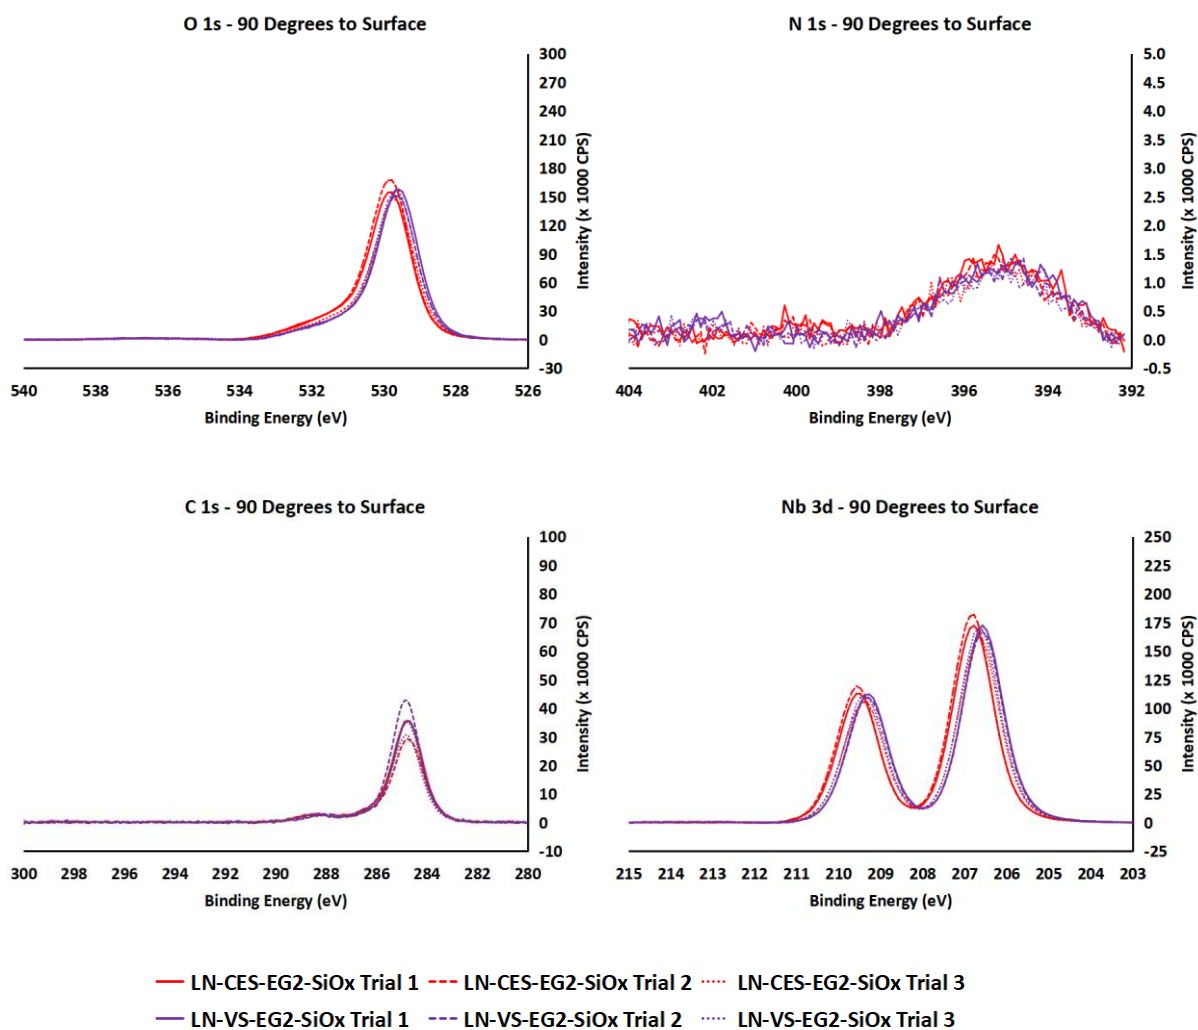 O 1s - 90 Degrees to Surface
300
270
240
210
180
150
120
90
60
30
0
-30
Intensity (x 1000 CPS)
540 538 536 534 532 530 528 526
Binding Energy (eV)
N 1s - 90 Degrees to Surface
5.0
4.5
4.0
3.5
3.0
2.5
2.0
1.5
1.0
0.5
0.0
-0.5
Intensity (x 1000 CPS)
404 402 400 398 396 394 392
Binding Energy (eV)
C 1s - 90 Degrees to Surface
100
90
80
70
60
50
40
30
20
10
0
-10
Intensity (x 1000 CPS)
300 298 296 294 292 290 288 286 284 282 280
Binding Energy (eV)
Nb 3d - 90 Degrees to Surface
250
225
200
175
150
125
100
75
50
25
0
-25
Intensity (x 1000 CPS)
215 214 213 212 211 210 209 208 207 206 205 204 203
Binding Energy (eV)
LN-CES-EG2-SiOx Trial 1 LN-CES-EG2-SiOx Trial 2 LN-CES-EG2-SiOx Trial 3
LN-VS-EG2-SiOx Trial 1 LN-VS-EG2-SiOx Trial 2 LN-VS-EG2-SiOx Trial 3